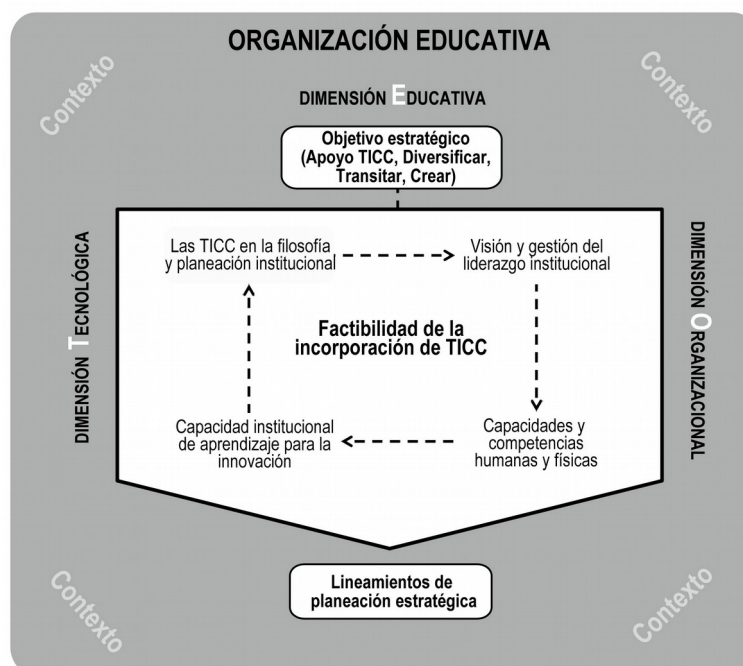 ORGANIZACIÓN EDUCATIVA
Contexto
Contexto
DIMENSIÓN EDUCATIVA
Objetivo estratégico
(Apoyo TICC, Diversificar,
Transitar, Crear)
DIMENSIÓN TECNOLÓGICA
Las TICC en la filosofía
y planeación institucional
Visión y gestión del
liderazgo institucional
DIMENSIÓN ORGANIZACIONAL
Factibilidad de la
incorporación de TICC
Capacidad institucional
de aprendizaje para la
innovación
Capacidades y
competencias
humanas y físicas
Lineamientos de
planeación estratégica
Contexto
Contexto